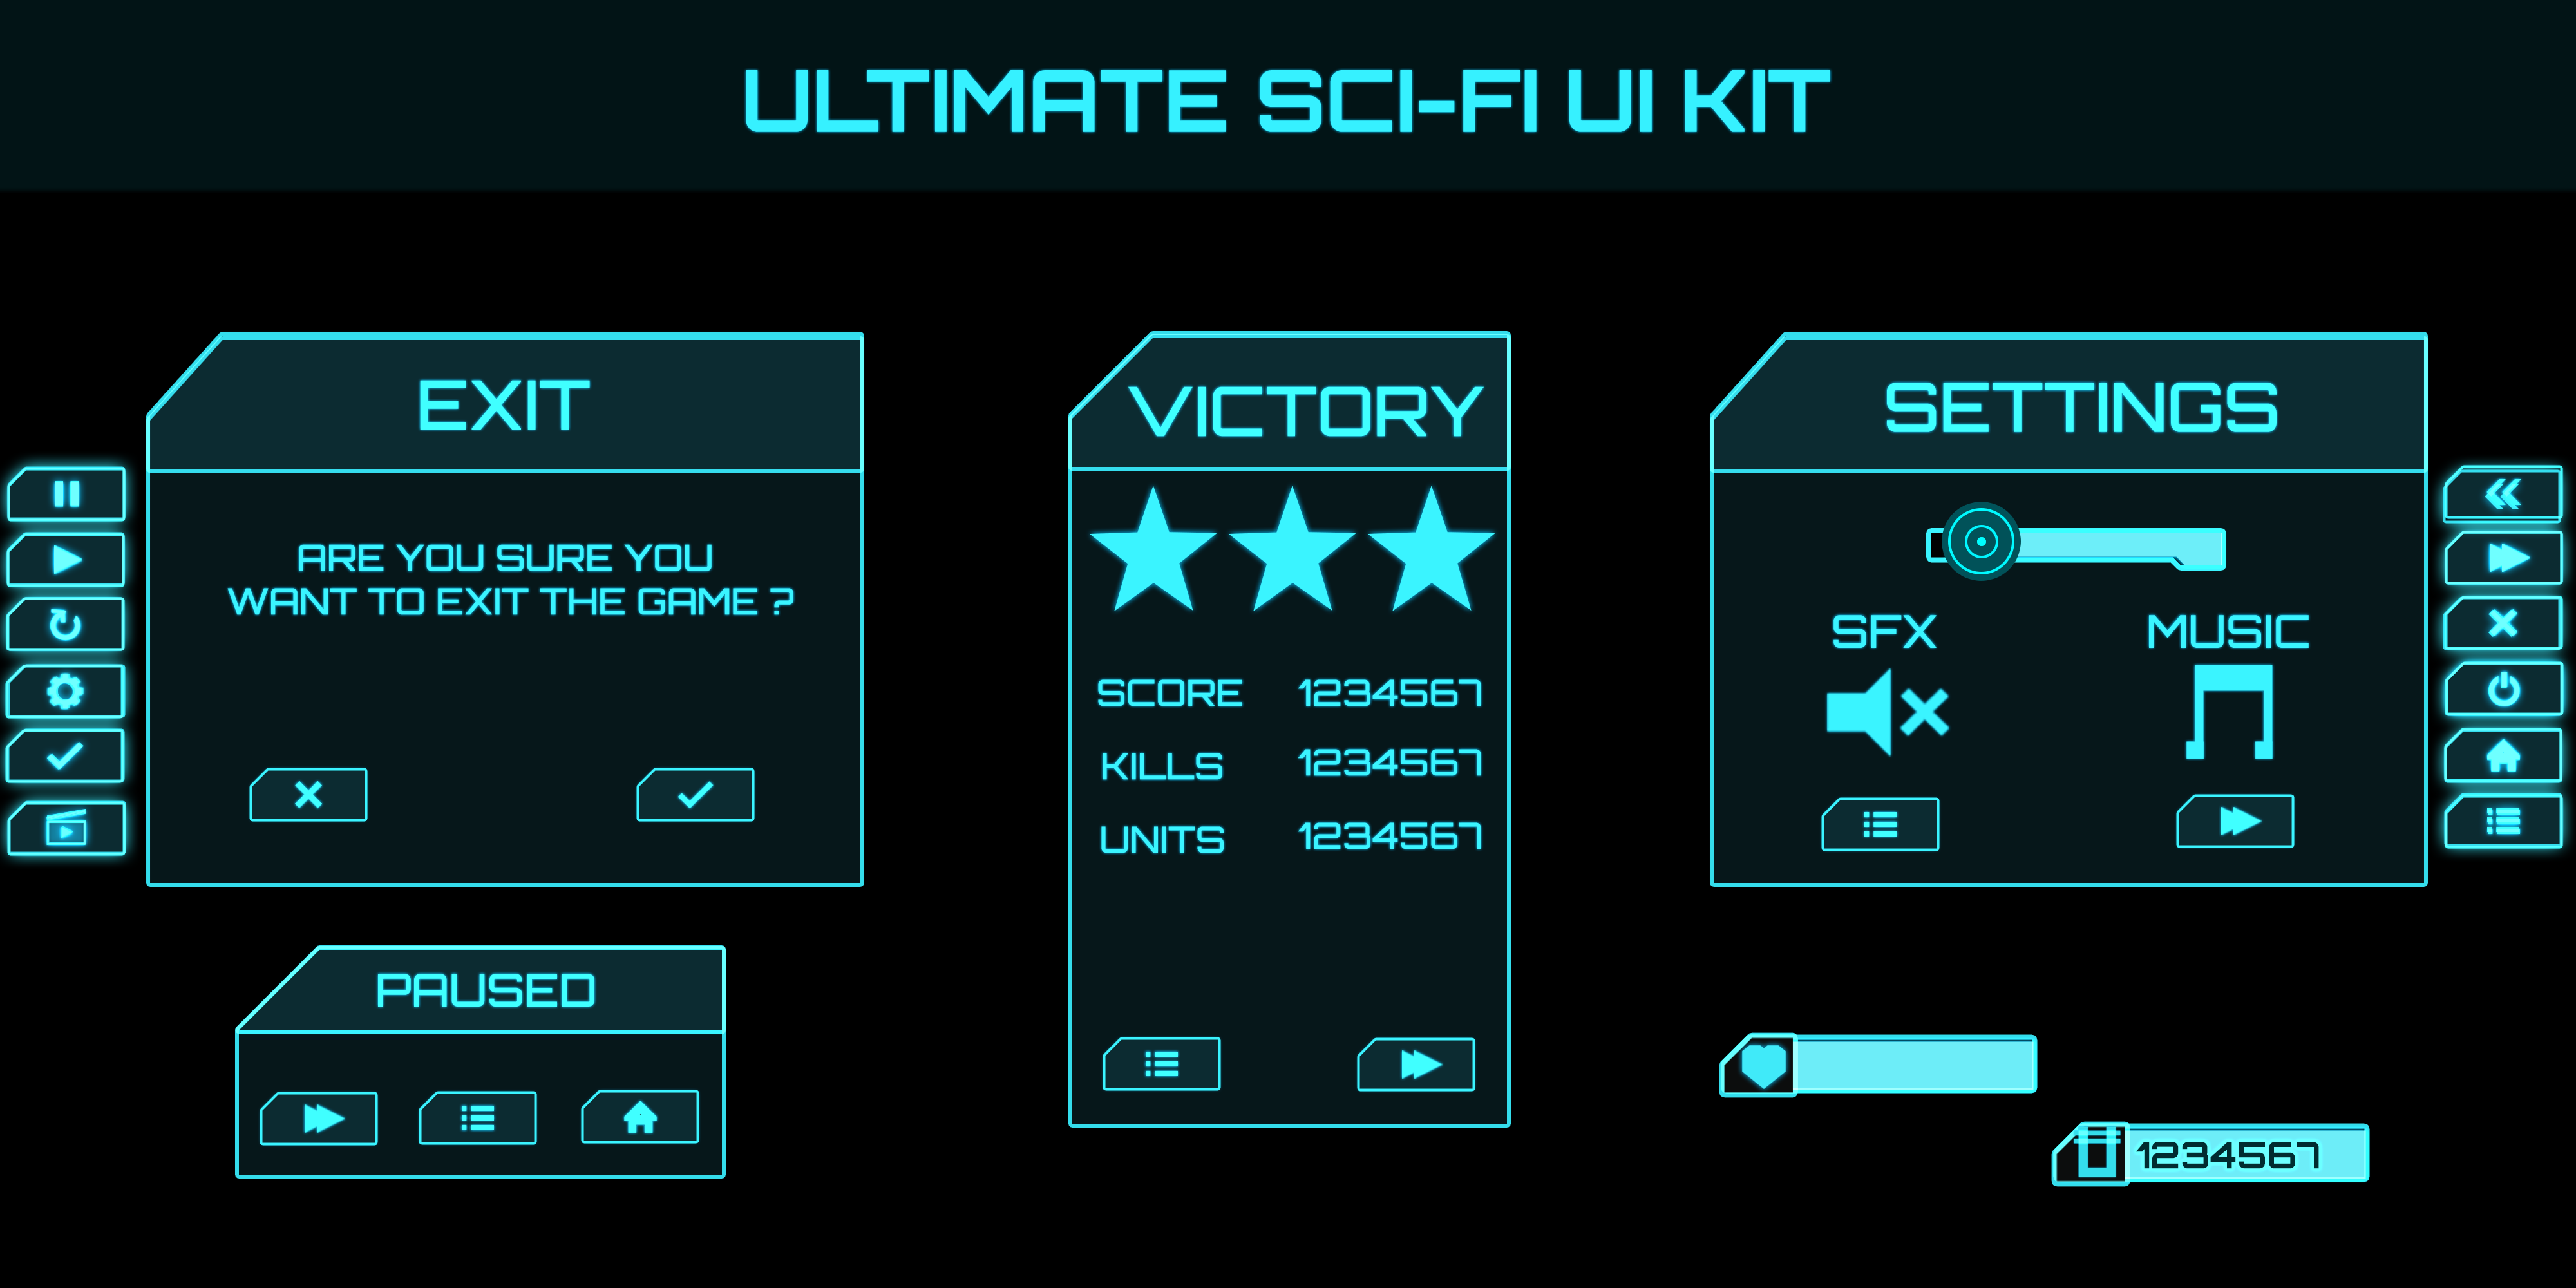 ULTIMATE SCI-FI UI KIT
EXIT
ARE YOU SURE YOU
WANT TO EXIT THE GAME ?
VICTORY
SCORE 1234567
KILLS 1234567
UNITS 1234567
SETTINGS
SFX MUSIC
PAUSED
1234567